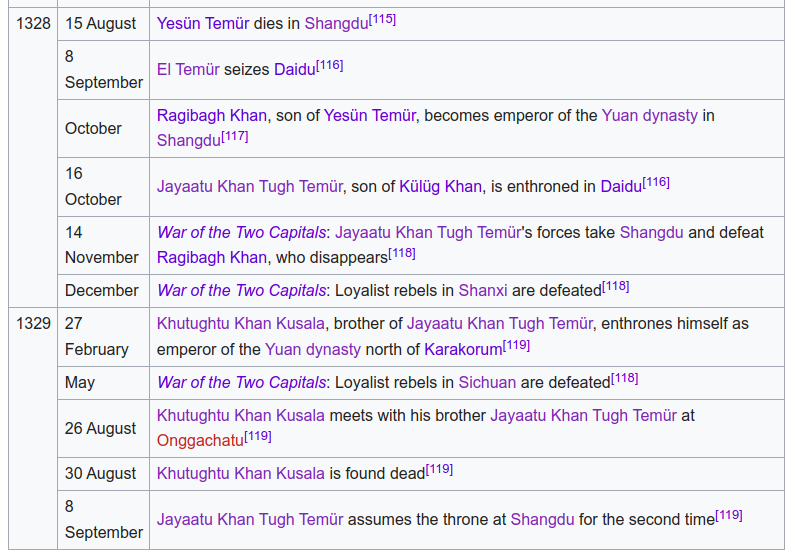 1328 15 August Yesün Temür dies in Shangdu[115]
8
September
El Temür seizes Daidu[116]
October
Ragibagh Khan, son of Yesün Temür, becomes emperor of the Yuan dynasty in
Shangdu[117]
16
October
Jayaatu Khan Tugh Temür, son of Külüg Khan, is enthroned in Daidu[116]
14
November
War of the Two Capitals: Jayaatu Khan Tugh Temür's forces take Shangdu and defeat
Ragibagh Khan, who disappears[118]
December War of the Two Capitals: Loyalist rebels in Shanxi are defeated[118]
1329
27
February
Khutughtu Khan Kusala, brother of Jayaatu Khan Tugh Temür, enthrones himself as
emperor of the Yuan dynasty north of Karakorum[119]
May War of the Two Capitals: Loyalist rebels in Sichuan are defeated[118]
26 August
Khutughtu Khan Kusala meets with his brother Jayaatu Khan Tugh Temür at
Onggachatu[119]
30 August Khutughtu Khan Kusala is found dead[119]
8
September
Jayaatu Khan Tugh Temür assumes the throne at Shangdu for the second time[119]